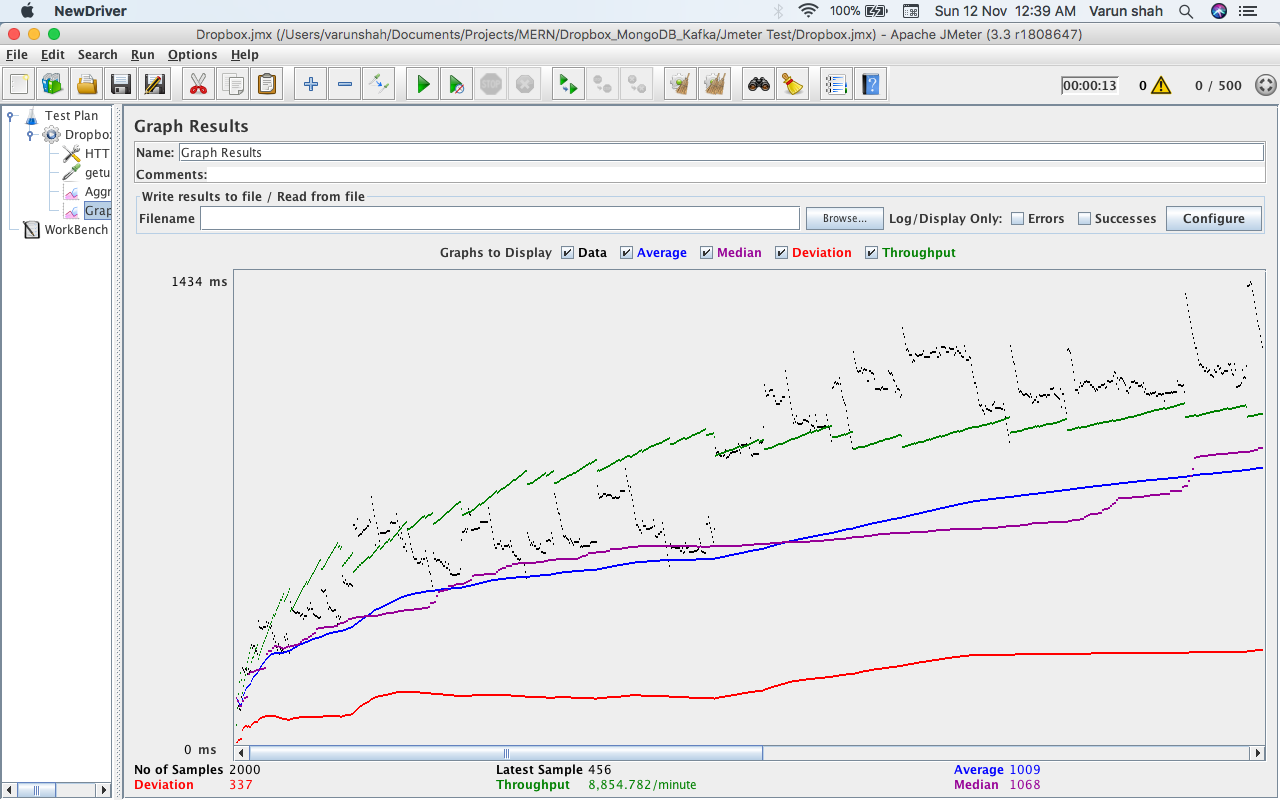 NewDriver 100% Sun 12 Nov 12:39 AM Varun shah
Dropbox.jmx (/Users/varunshah/Documents/Projects/MERN/Dropbox_MongoDB_Kafka/Jmeter Test/Dropbox.jmx) - Apache JMeter (3.3 r1808647)
File Edit Search Run Options Help
STOP 00:00:13 0 0 / 500
Test Plan
Dropbo
HTT
getu
Aggr
Grap
WorkBench
Graph Results
Name: Graph Results
Comments:
Write results to file / Read from file
Filename Browse... Log/Display Only: Errors Successes Configure
Graphs to Display Data Average Median Deviation Throughput
1434 ms
0 ms
No of Samples 2000 Latest Sample 456 Average 1009
Deviation 337 Throughput 8,854.782/minute Median 1068